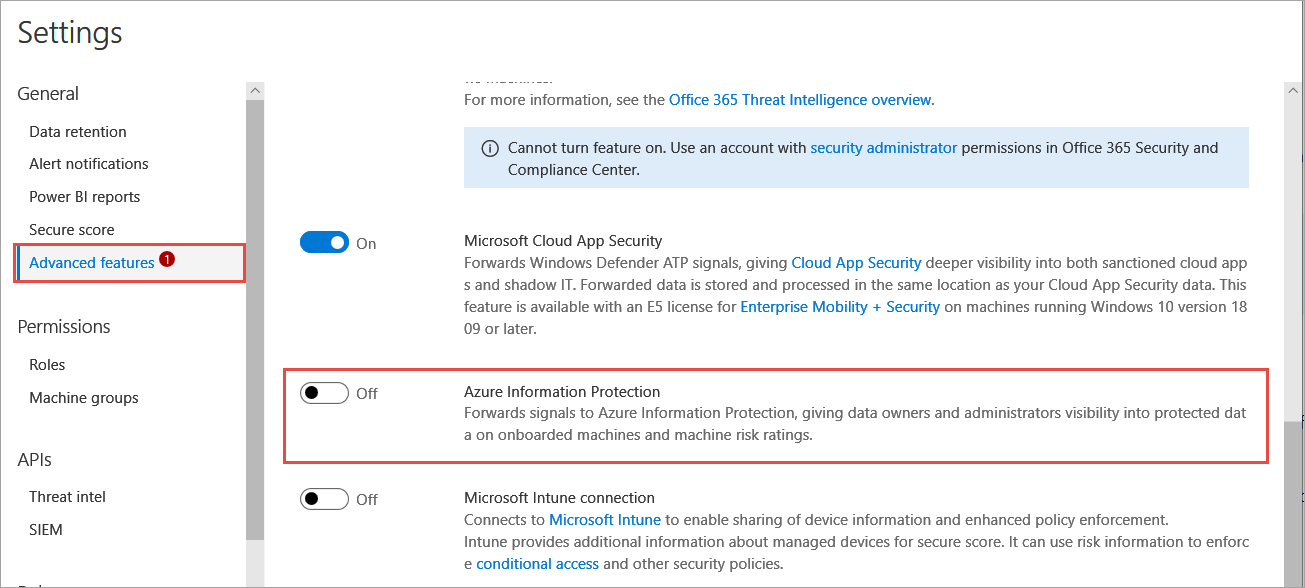 Settings
General
Data retention
Alert notifications
Power BI reports
Secure score
Advanced features 1
Permissions
Roles
Machine groups
APIs
Threat intel
SIEM
For more information, see the Office 365 Threat Intelligence overview.
Cannot turn feature on. Use an account with security administrator permissions in Office 365 Security and
Compliance Center.
On
Microsoft Cloud App Security
Forwards Windows Defender ATP signals, giving Cloud App Security deeper visibility into both sanctioned cloud app
s and shadow IT. Forwarded data is stored and processed in the same location as your Cloud App Security data. This
feature is available with an E5 license for Enterprise Mobility + Security on machines running Windows 10 version 18
09 or later.
Off
Azure Information Protection
Forwards signals to Azure Information Protection, giving data owners and administrators visibility into protected dat
a on onboarded machines and machine risk ratings.
Off
Microsoft Intune connection
Connects to Microsoft Intune to enable sharing of device information and enhanced policy enforcement.
Intune provides additional information about managed devices for secure score. It can use risk information to enforc
e conditional access and other security policies.